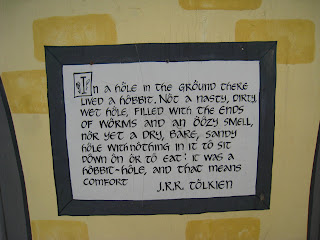 In a hole in the ground there
lived a hobbit. Not a nasty, dirty,
wet hole, filled with the ends
of worms and an oozy smell,
nor yet a dry, bare, sandy
hole with nothing in it to sit
down on or to eat: it was a
hobbit-hole, and that means
comfort
J.R.R. Tolkien